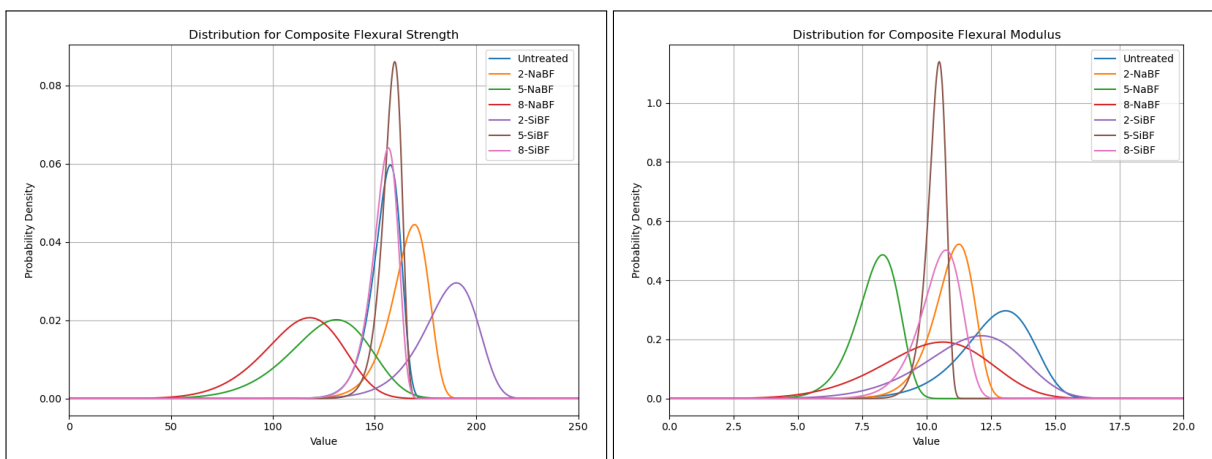 Distribution for Composite Flexural Strength
Probability Density
0.08
0.06
0.04
0.02
0.00
Untreated
2-NaBF
5-NaBF
8-NaBF
2-SiBF
5-SiBF
8-SiBF
0 50 100 150 200 250
Value
Distribution for Composite Flexural Modulus
Probability Density
1.0
0.8
0.6
0.4
0.2
0.0
Untreated
2-NaBF
5-NaBF
8-NaBF
2-SiBF
5-SiBF
8-SiBF
0.0 2.5 5.0 7.5 10.0 12.5 15.0 17.5 20.0
Value